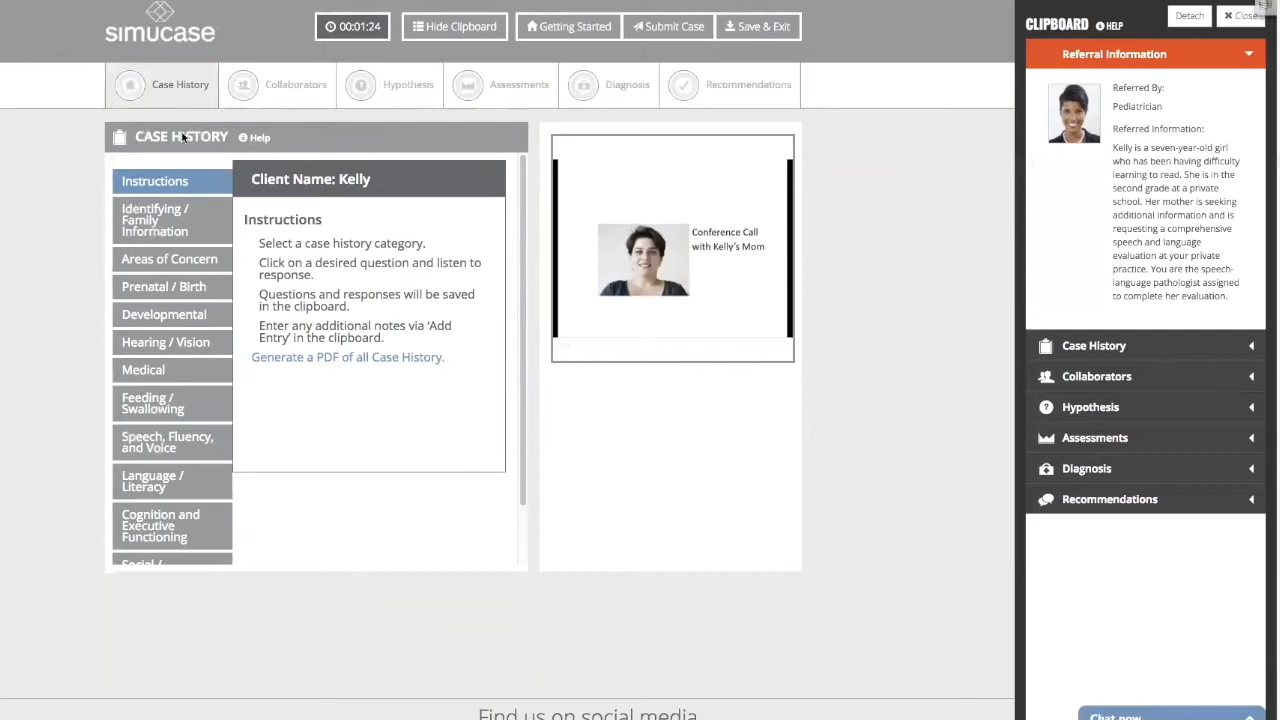 simucase
00:01:24
Hide Clipboard
Getting Started
Submit Case
Save & Exit
Case History
Collaborators
Hypothesis
Assessments
Diagnosis
Recommendations
CASE HISTORY
Help
Instructions
Identifying /
Family
Information
Areas of Concern
Prenatal / Birth
Developmental
Hearing / Vision
Medical
Feeding /
Swallowing
Speech, Fluency,
and Voice
Language /
Literacy
Cognition and
Executive
Functioning
Social /
Client Name: Kelly
Instructions
Select a case history category.
Click on a desired question and listen to
response.
Questions and responses will be saved
in the clipboard.
Enter any additional notes via ‘Add
Entry’ in the clipboard.
Generate a PDF of all Case History.
Conference Call
with Kelly’s Mom
Find us on social media
CLIPBOARD
HELP
Detach
Close
Referral Information
Referred By:
Pediatrician
Referred Information:
Kelly is a seven-year-old girl
who has been having difficulty
learning to read. She is in the
second grade at a private
school. Her mother is seeking
additional information and is
requesting a comprehensive
speech and language
evaluation at your private
practice. You are the speech-
language pathologist assigned
to complete her evaluation.
Case History
Collaborators
Hypothesis
Assessments
Diagnosis
Recommendations
Chat now